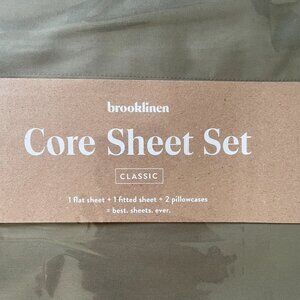 brooklinen
Core Sheet Set
CLASSIC
1 flat sheet + 1 fitted sheet + 2 pillowcases
= best. sheets. ever.